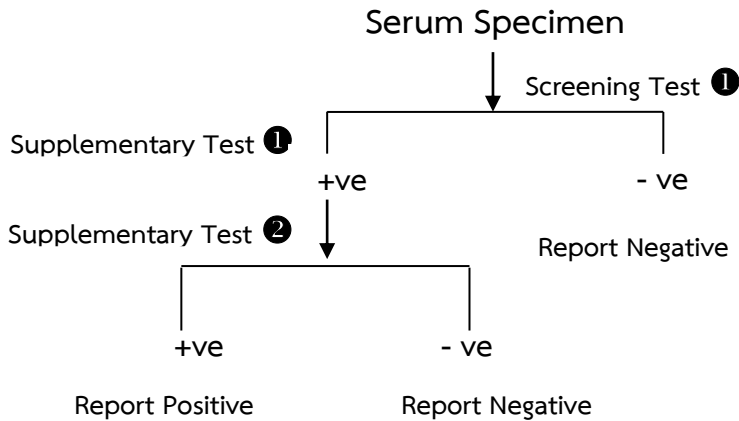 Serum Specimen
Screening Test ❶
Supplementary Test ❶
+ve
- ve
Supplementary Test ❷
Report Negative
+ve
- ve
Report Positive
Report Negative